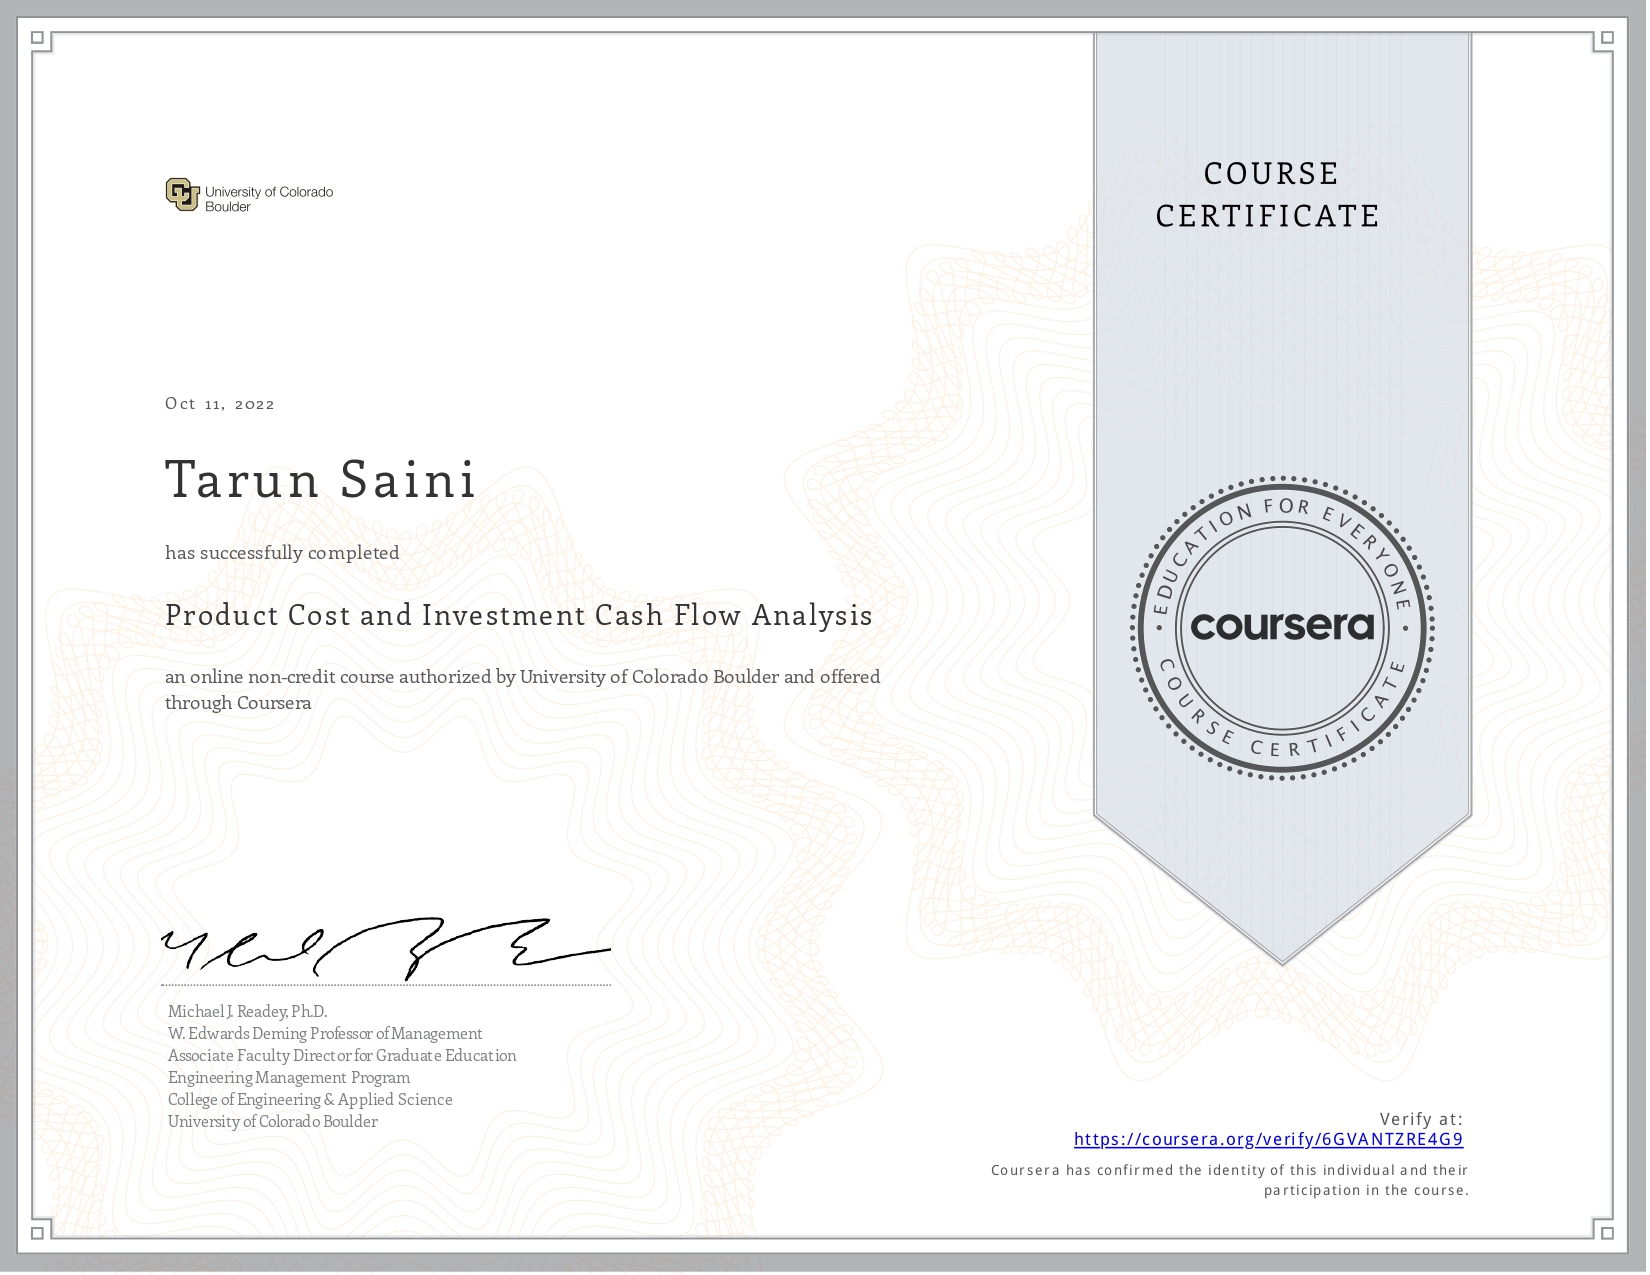 University of Colorado
Boulder
COURSE
CERTIFICATE
Oct 11, 2022
Tarun Saini
has successfully completed
Product Cost and Investment Cash Flow Analysis
an online non-credit course authorized by University of Colorado Boulder and offered
through Coursera
EDUCATION FOR EVERYONE
coursera
COURSE CERTIFICATE
Michael J. Readey, Ph.D.
W. Edwards Deming Professor of Management
Associate Faculty Director for Graduate Education
Engineering Management Program
College of Engineering & Applied Science
University of Colorado Boulder
Verify at:
https://coursera.org/verify/6GVANTZRE4G9
Coursera has confirmed the identity of this individual and their
participation in the course.